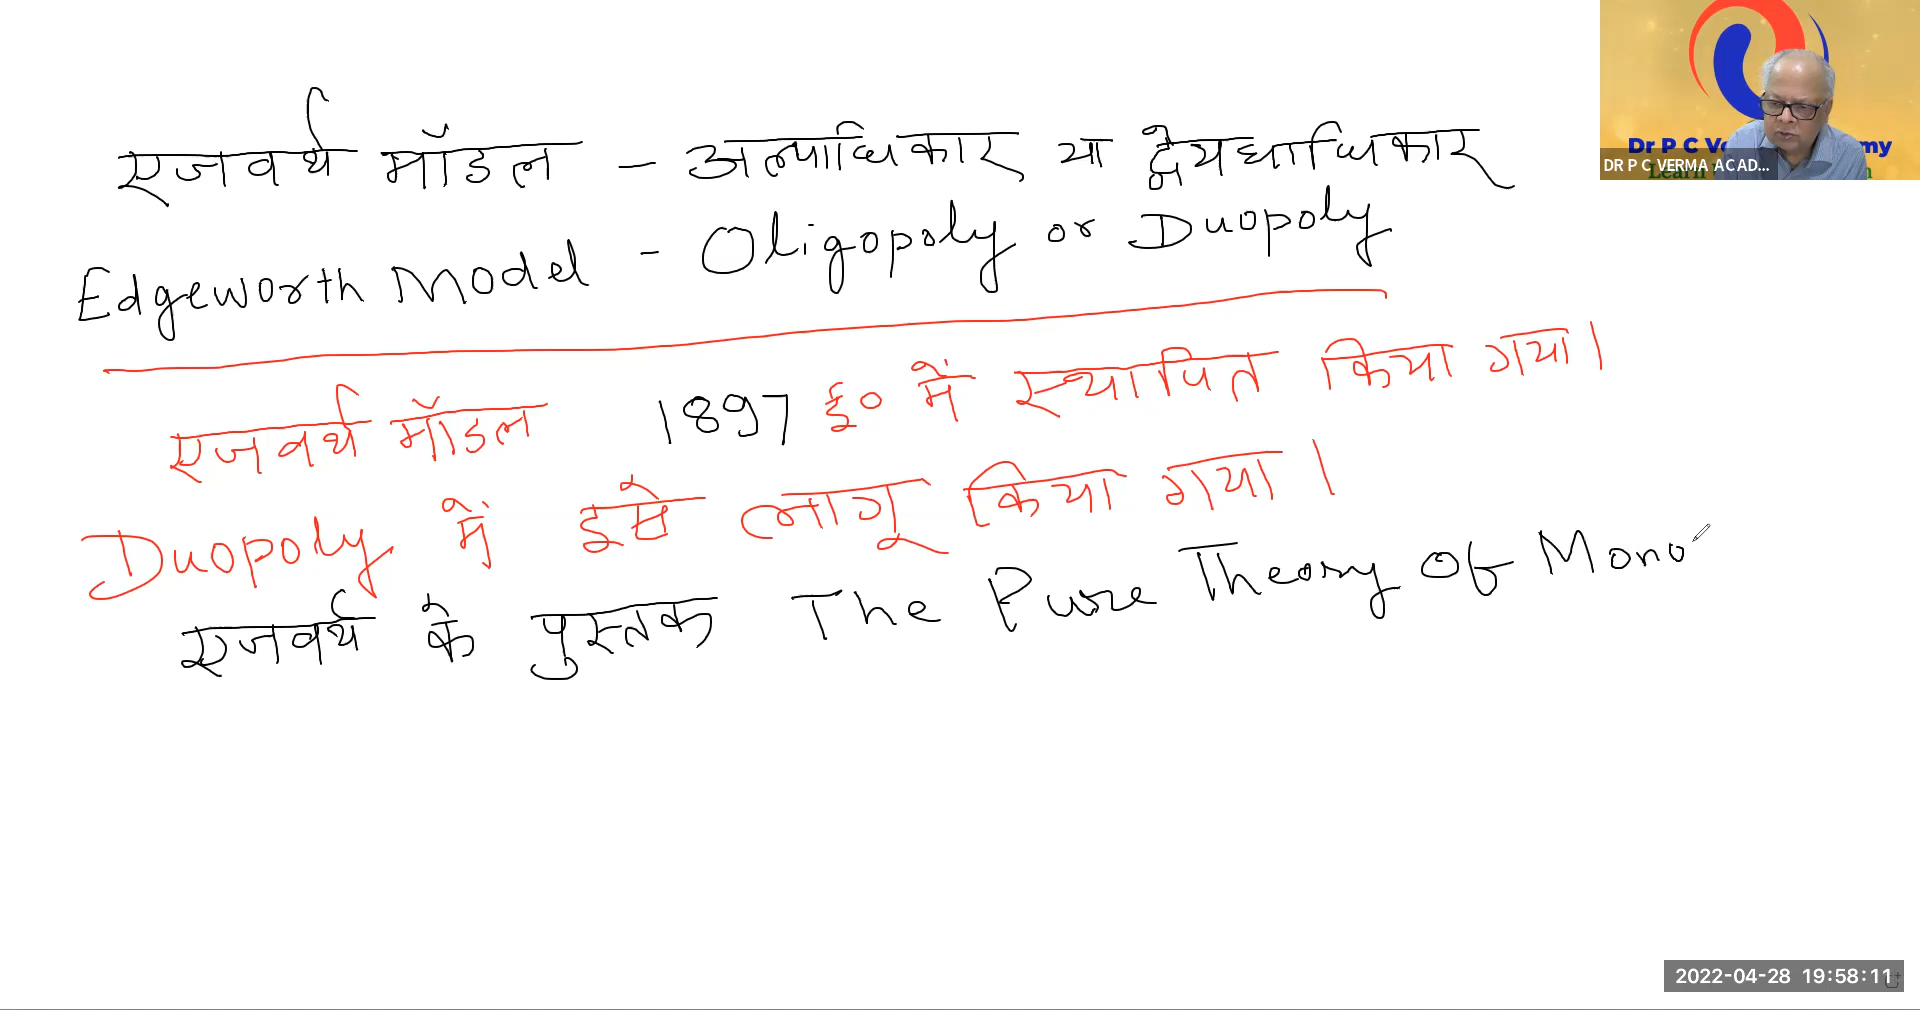 एजवर्थ मॉडल - अल्पाधिकार या द्वैयधाधिकार
Edgeworth Model - Oligopoly or Duopoly
एजवर्थ मॉडल 1897 ई० में स्थापित किया गया।
Duopoly में इसे लागू किया गया।
एजवर्थ के पुस्तक The Pure Theory Of Mono
DR P C VERMA ACAD...
2022-04-28 19:58:11